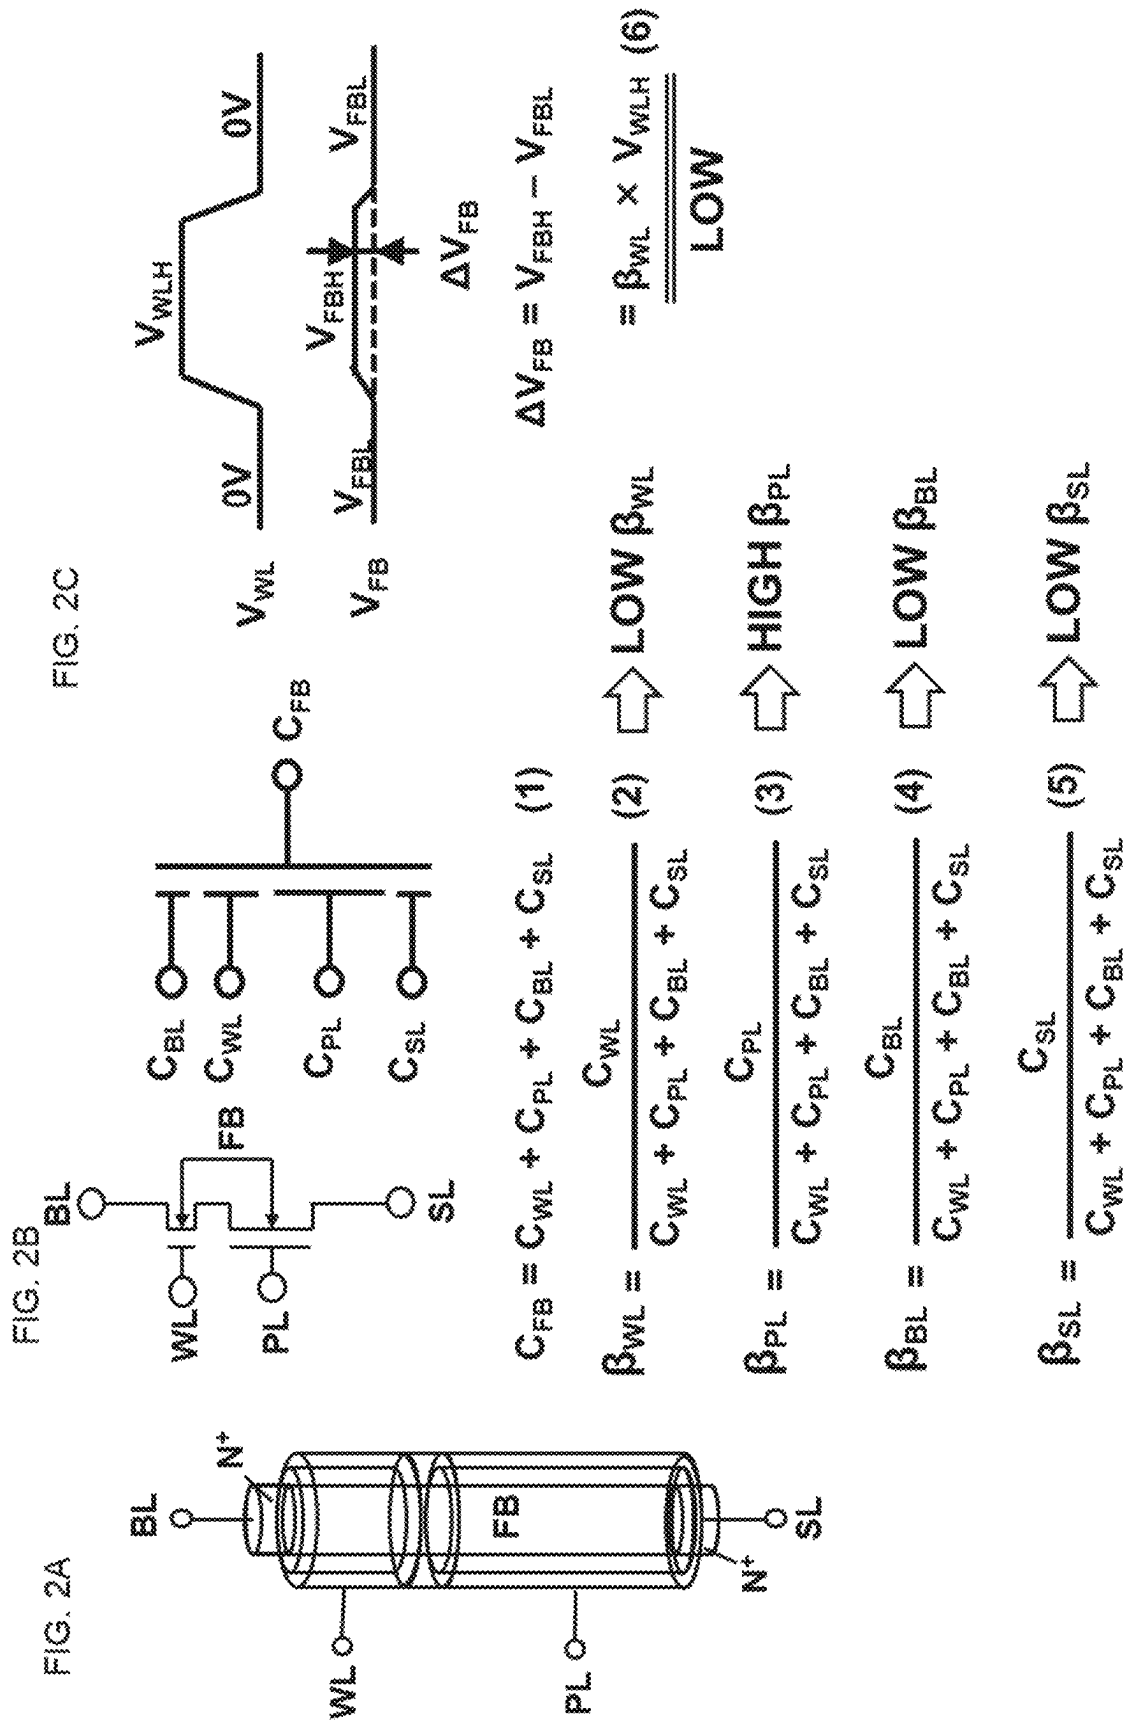 FIG. 2A
BL
N⁺
WL
FB
PL
N⁺
SL
FIG. 2B
BL
WL
FB
PL
SL
C_BL
C_WL
C_PL
C_SL
C_FB
FIG. 2C
V_WL
0V
V_WLH
0V
V_FB
V_FBL
V_FBH
V_FBL
ΔV_FB
ΔV_FB = V_FBH − V_FBL
= β_WL × V_WLH (6)
LOW
C_FB = C_WL + C_PL + C_BL + C_SL (1)
C_WL
β_WL = (2) LOW β_WL
C_WL + C_PL + C_BL + C_SL
C_PL
β_PL = (3) HIGH β_PL
C_WL + C_PL + C_BL + C_SL
C_BL
β_BL = (4) LOW β_BL
C_WL + C_PL + C_BL + C_SL
C_SL
β_SL = (5) LOW β_SL
C_WL + C_PL + C_BL + C_SL